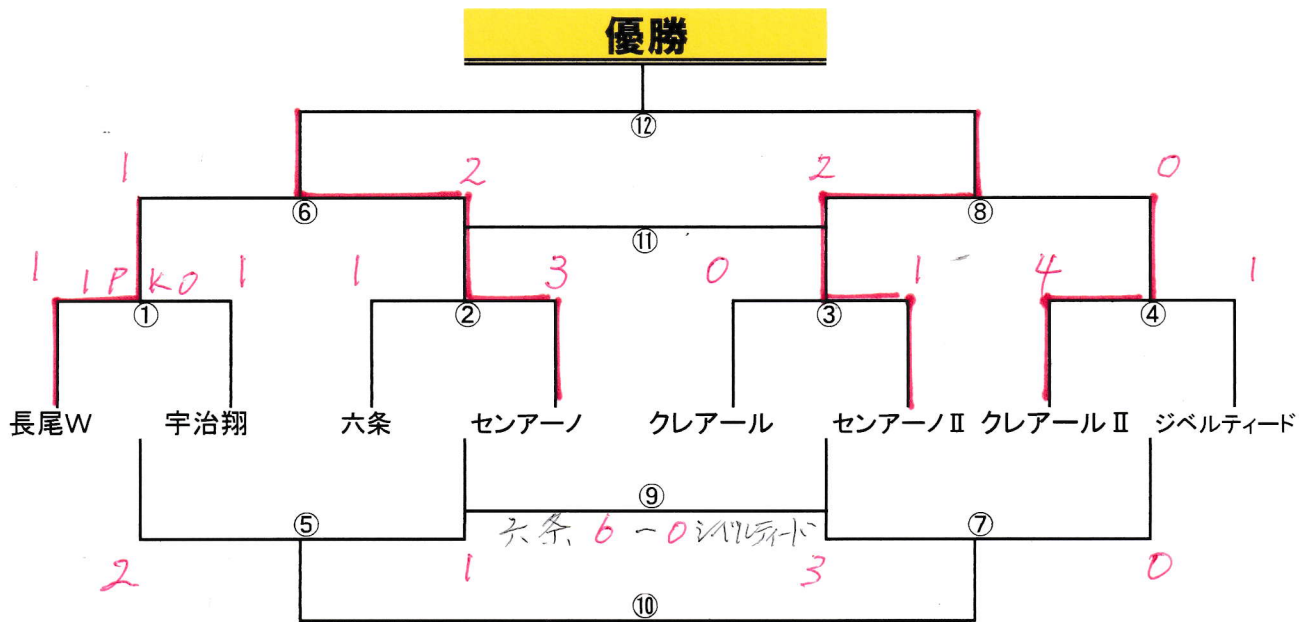 優勝
⑫
1 2 2 0
⑥ ⑧
⑪
1 1PK0 1 1 3 0 1 4 1
① ② ③ ④
長尾W 宇治翔 六条 センアーノ クレアール センアーノⅡ クレアールⅡ ジベルティード
⑨
⑤ 六条 6-0 ジベルティード ⑦
2 1 3 0
⑩